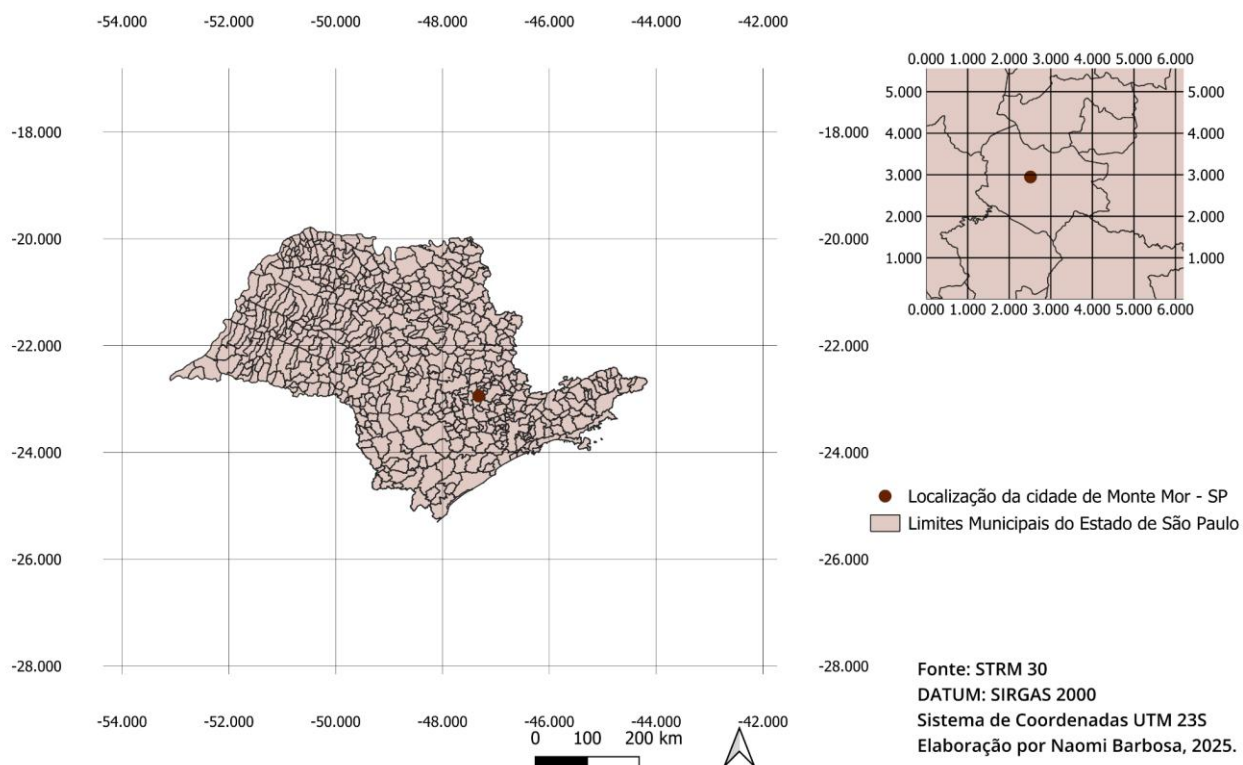 -54.000 -52.000 -50.000 -48.000 -46.000 -44.000 -42.000
-18.000 -18.000
-20.000 -20.000
-22.000 -22.000
-24.000 -24.000
-26.000 -26.000
-28.000 -28.000
-54.000 -52.000 -50.000 -48.000 -46.000 -44.000 -42.000
0 100 200 km
0.000 1.000 2.000 3.000 4.000 5.000 6.000
5.000 5.000
4.000 4.000
3.000 3.000
2.000 2.000
1.000 1.000
0.000 1.000 2.000 3.000 4.000 5.000 6.000
Localização da cidade de Monte Mor - SP
Limites Municipais do Estado de São Paulo
Fonte: STRM 30
DATUM: SIRGAS 2000
Sistema de Coordenadas UTM 23S
Elaboração por Naomi Barbosa, 2025.